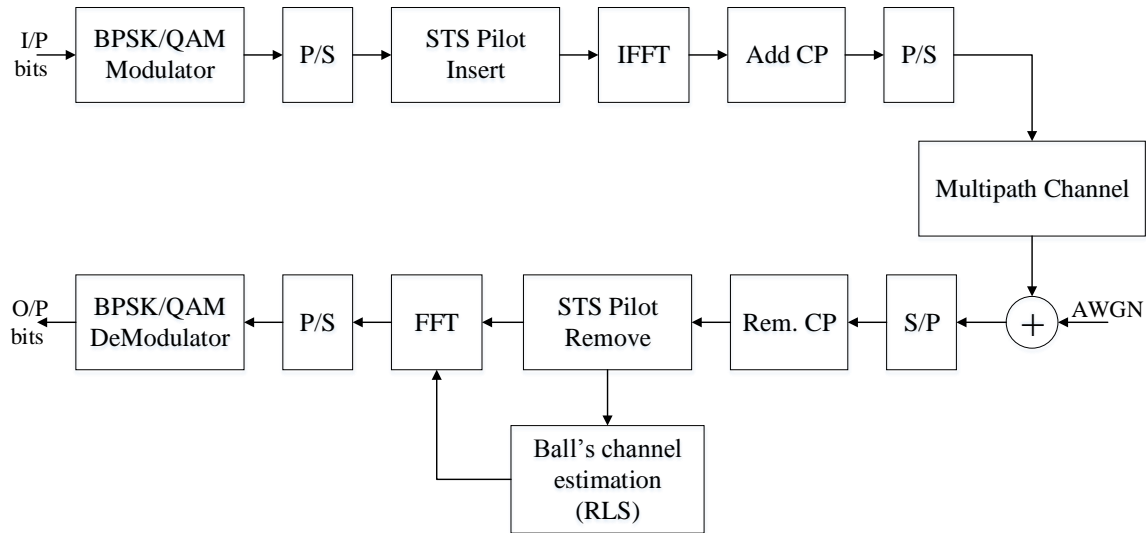 I/P
bits
BPSK/QAM
Modulator
P/S
STS Pilot
Insert
IFFT
Add CP
P/S
Multipath Channel
O/P
bits
BPSK/QAM
DeModulator
P/S
FFT
STS Pilot
Remove
Rem. CP
S/P
+
AWGN
Ball's channel
estimation
(RLS)